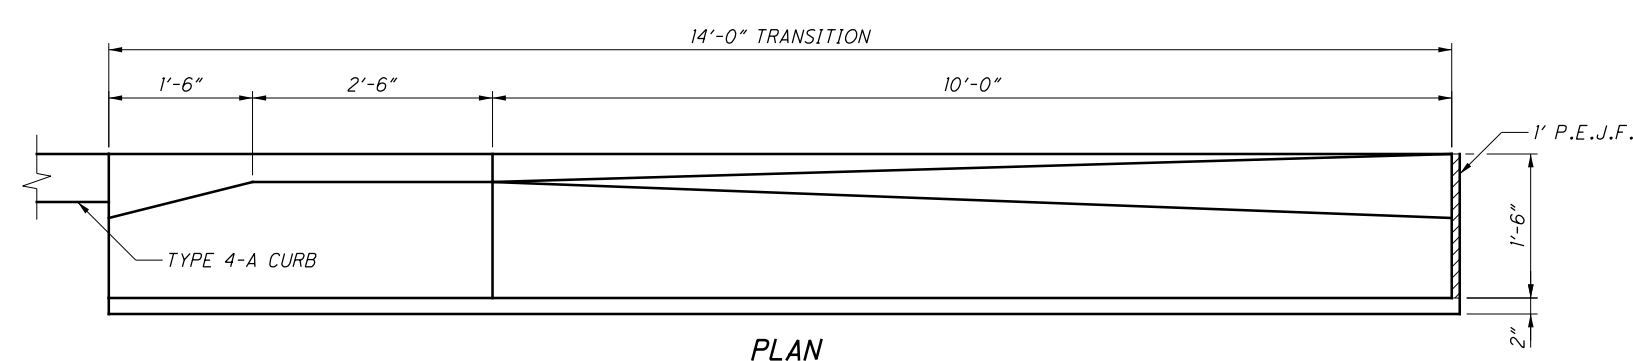 14'-0" TRANSITION
1'-6" 2'-6" 10'-0"
1' P.E.J.F.
1'-6"
TYPE 4-A CURB
2"
PLAN